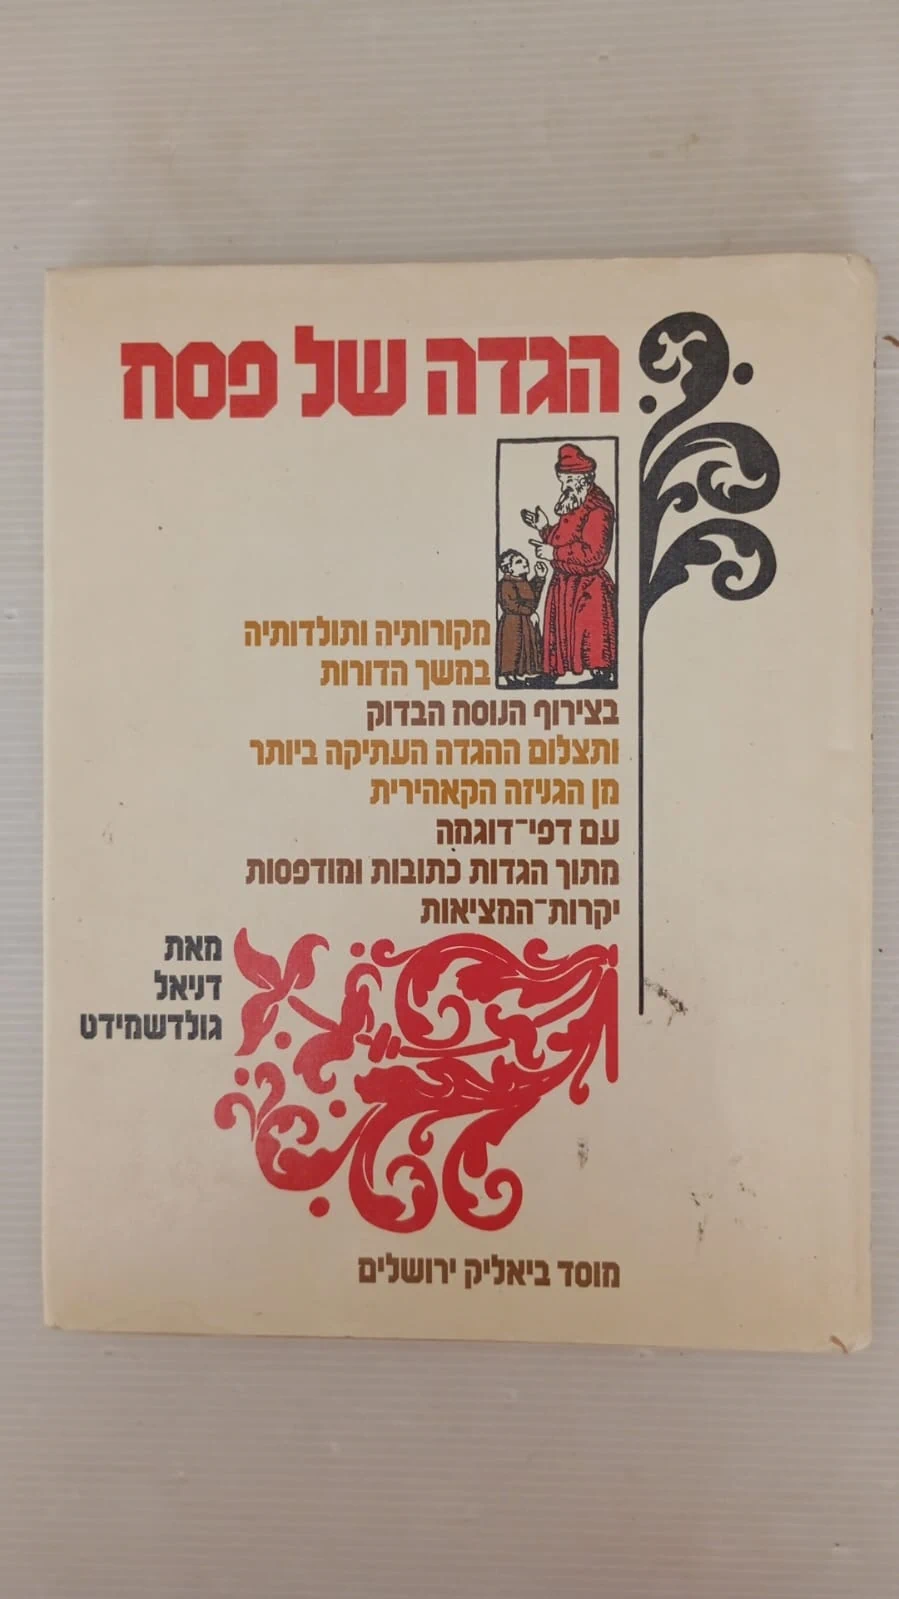 הגדה של פסח
מקורותיה ותולדותיה
במשך הדורות
בצירוף הנוסח הבדוק
ותצלום ההגדה העתיקה ביותר
מן הגניזה הקאהירית
עם דפי-דוגמה
מתוך הגדות כתובות ומודפסות
יקרות-המציאות
מאת
דניאל
גולדשמידט
מוסד ביאליק ירושלים